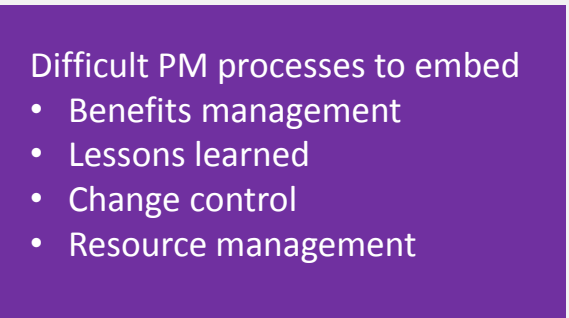 Difficult PM processes to embed
• Benefits management
• Lessons learned
• Change control
• Resource management